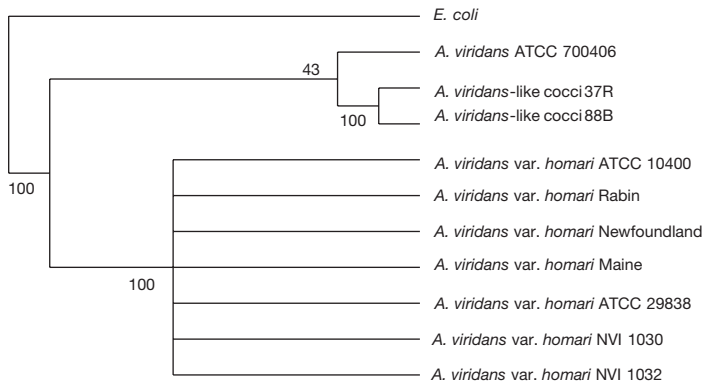 E. coli
A. viridans ATCC 700406
43
A. viridans-like cocci 37R
A. viridans-like cocci 88B
100
A. viridans var. homari ATCC 10400
100
A. viridans var. homari Rabin
A. viridans var. homari Newfoundland
A. viridans var. homari Maine
100
A. viridans var. homari ATCC 29838
A. viridans var. homari NVI 1030
A. viridans var. homari NVI 1032